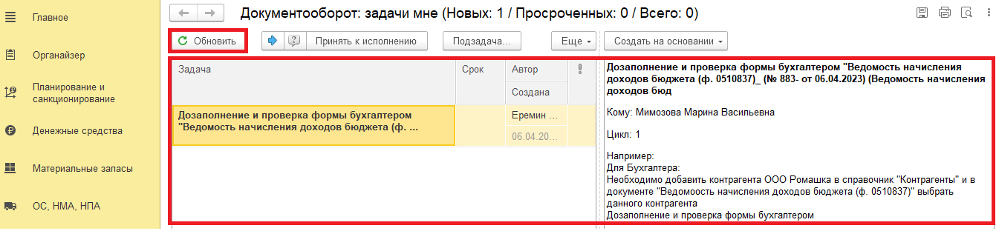 Главное
Органайзер
Планирование и
санкционирование
Денежные средства
Материальные запасы
ОС, НМА, НПА
Документооборот: задачи мне (Новых: 1 / Просроченных: 0 / Всего: 0)
Обновить
Принять к исполнению
Подзадача...
Еще
Создать на основании
Задача
Срок
Автор
Создана
Дозаполнение и проверка формы бухгалтером
"Ведомость начисления доходов бюджета (ф. ...
Еремин ...
06.04.20...
Дозаполнение и проверка формы бухгалтером "Ведомость начисления
доходов бюджета (ф. 0510837)_ (№ 883- от 06.04.2023) (Ведомость начисления
доходов бюд
Кому: Мимозова Марина Васильевна
Цикл: 1
Например:
Для Бухгалтера:
Необходимо добавить контрагента ООО Ромашка в справочник "Контрагенты" и в
документе "Ведомоость начисления доходов бюджета (ф. 0510837)" выбрать
данного контрагента
Дозаполнение и проверка формы бухгалтером